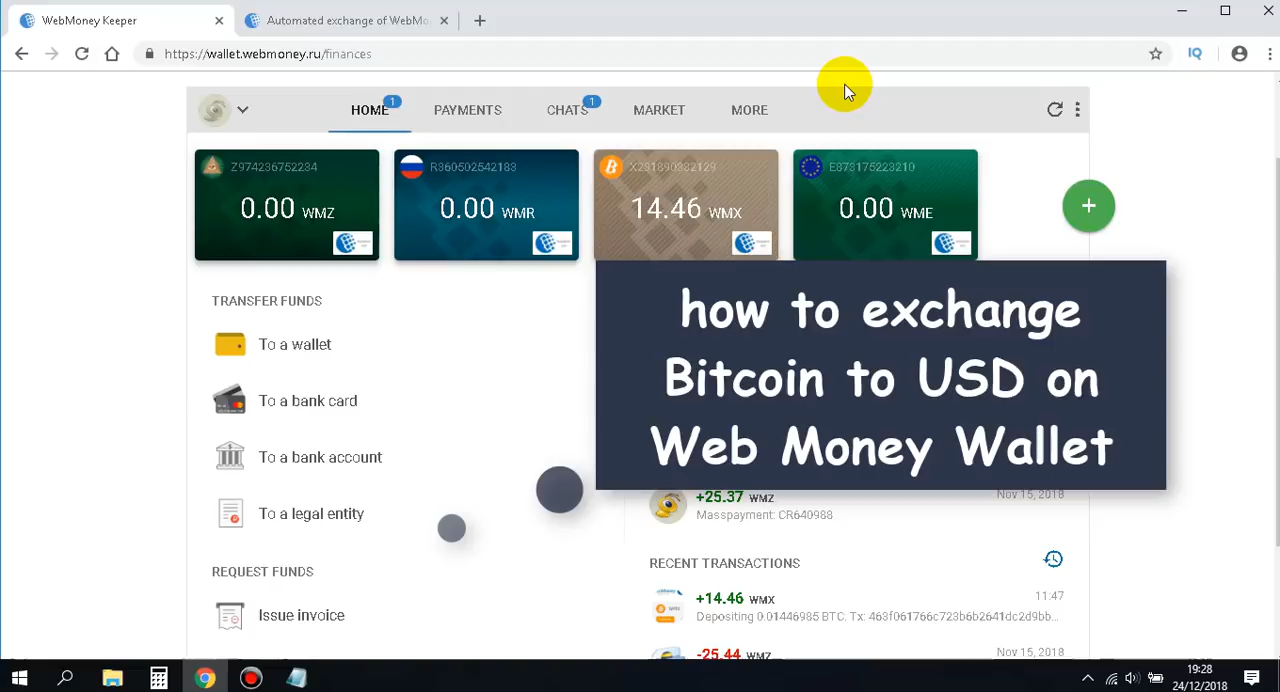 WebMoney Keeper
Automated exchange of WebMo
https://wallet.webmoney.ru/finances
IQ
HOME 1 PAYMENTS CHATS 1 MARKET MORE
Z974236752234 R360502542183 E873175223210
0.00 WMZ 0.00 WMR 14.46 WMX 0.00 WME
+
TRANSFER FUNDS
To a wallet
To a bank card
To a bank account
To a legal entity
REQUEST FUNDS
Issue invoice
how to exchange
Bitcoin to USD on
Web Money Wallet
+25.37 WMZ Nov 15, 2018
Masspayment: CR640988
RECENT TRANSACTIONS
+14.46 WMX 11:47
Depositing 0.01446985 BTC. Tx: 463f061766c723b6b2641dc2d9bb...
-25.44 WMZ Nov 15, 2018
19:28
24/12/2018